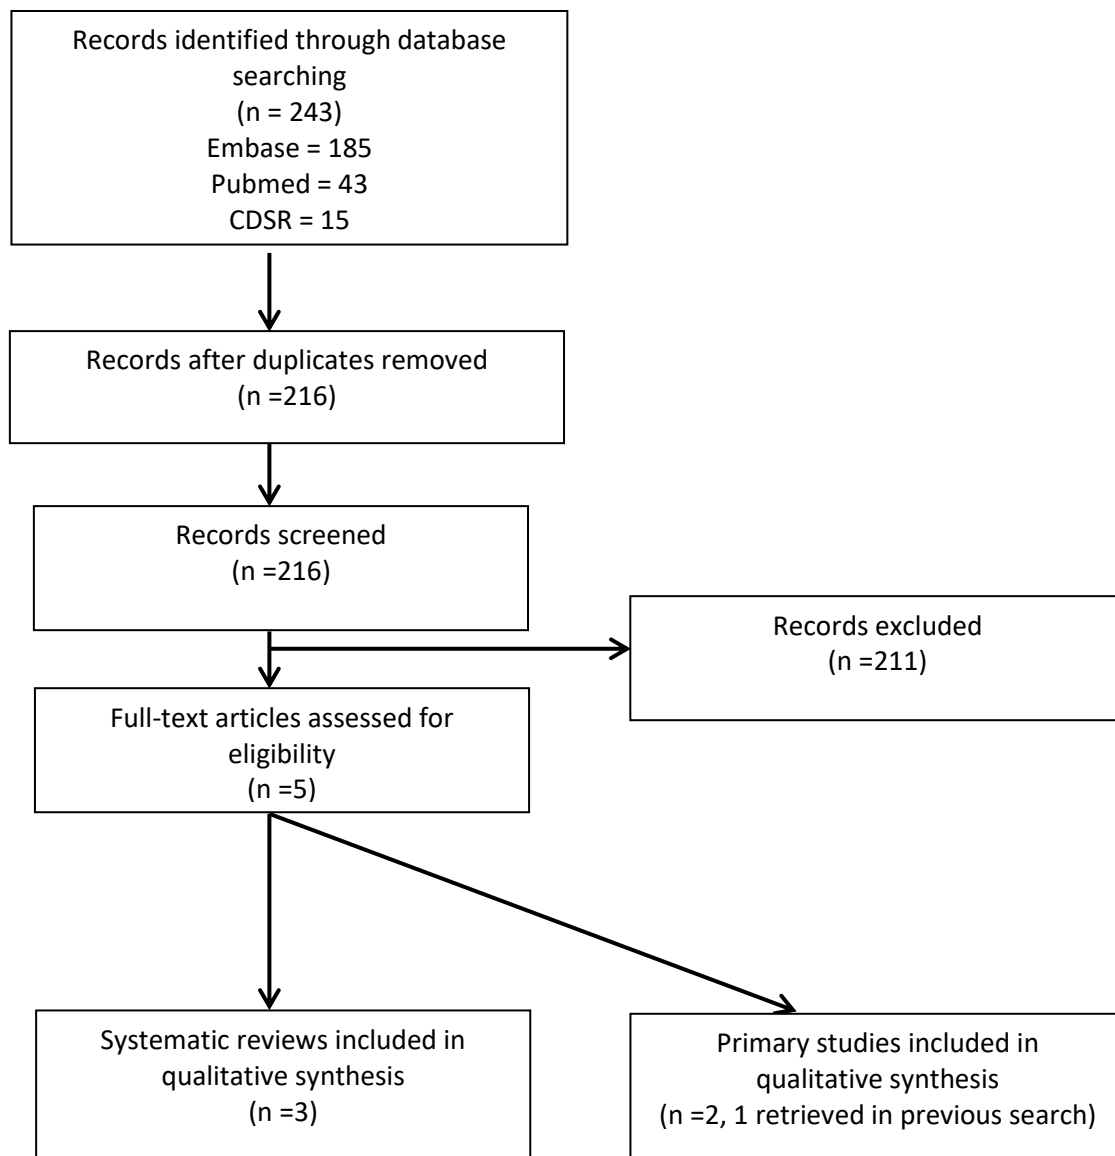 Records identified through database
searching
(n = 243)
Embase = 185
Pubmed = 43
CDSR = 15
Records after duplicates removed
(n =216)
Records screened
(n =216)
Records excluded
(n =211)
Full-text articles assessed for
eligibility
(n =5)
Systematic reviews included in
qualitative synthesis
(n =3)
Primary studies included in
qualitative synthesis
(n =2, 1 retrieved in previous search)